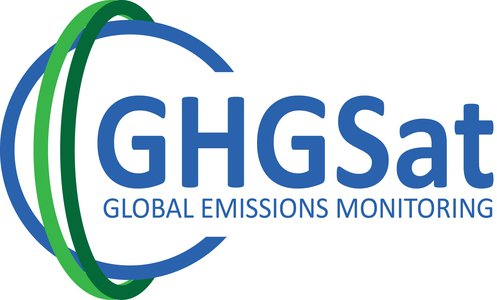 GHGSat
GLOBAL EMISSIONS MONITORING